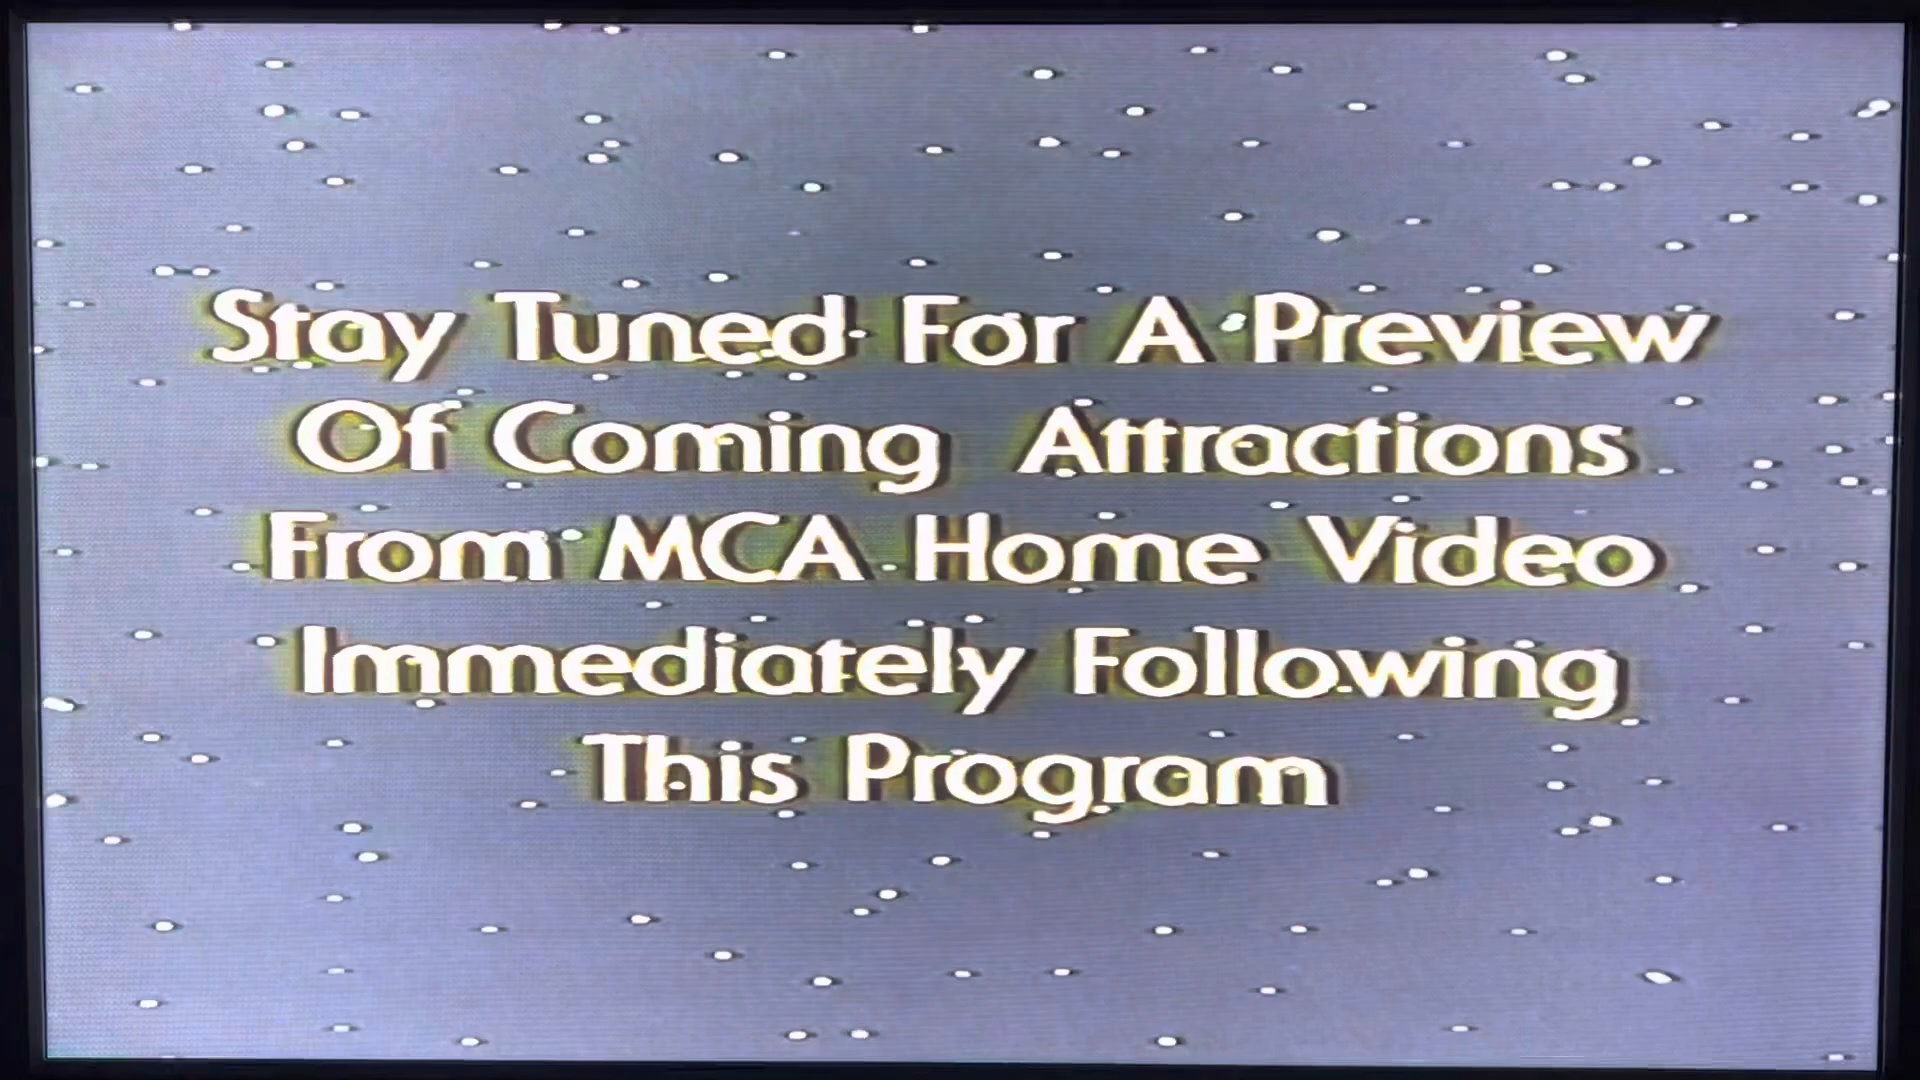 Stay Tuned For A Preview
Of Coming Attractions
From MCA Home Video
Immediately Following
This Program